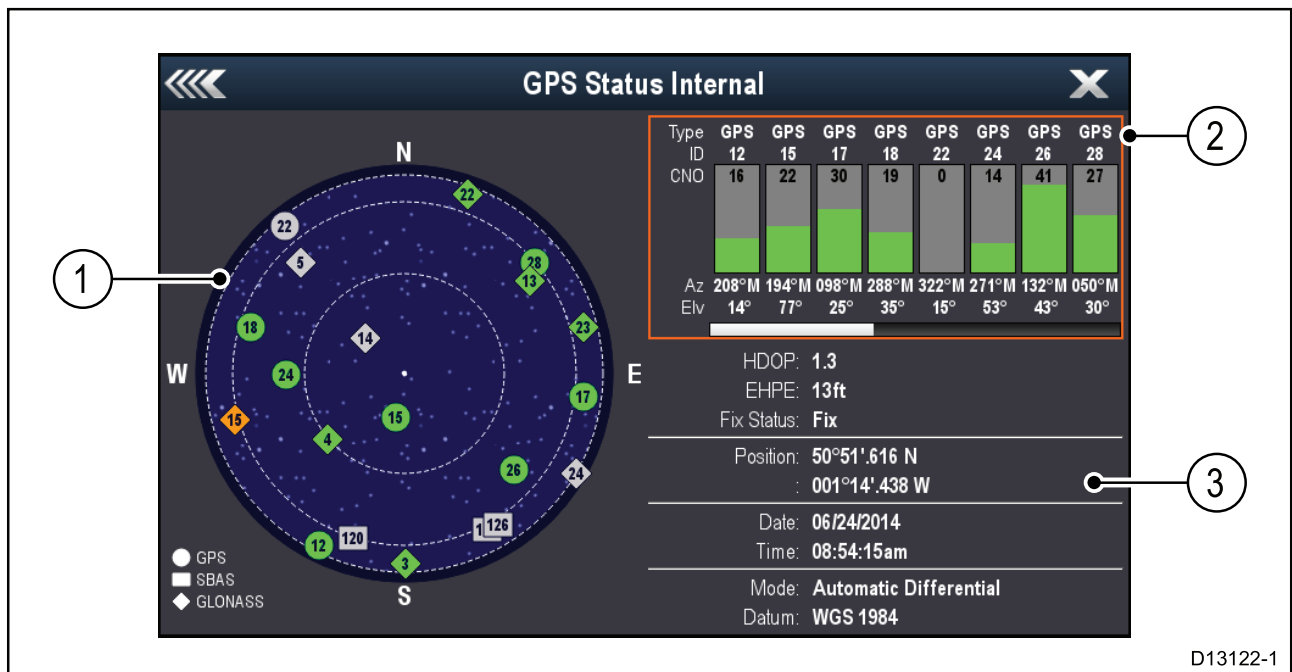 GPS Status Internal
N
22
22
5
28
13
18
14
23
W
24
E
17
15
15
4
26
24
126
120
12
3
S
GPS
SBAS
GLONASS
1
Type GPS GPS GPS GPS GPS GPS GPS GPS
ID 12 15 17 18 22 24 26 28
CNO 16 22 30 19 0 14 41 27
Az 208°M 194°M 098°M 288°M 322°M 271°M 132°M 050°M
Elv 14° 77° 25° 35° 15° 53° 43° 30°
2
HDOP: 1.3
EHPE: 13ft
Fix Status: Fix
Position: 50°51'.616 N
: 001°14'.438 W
3
Date: 06/24/2014
Time: 08:54:15am
Mode: Automatic Differential
Datum: WGS 1984
D13122-1